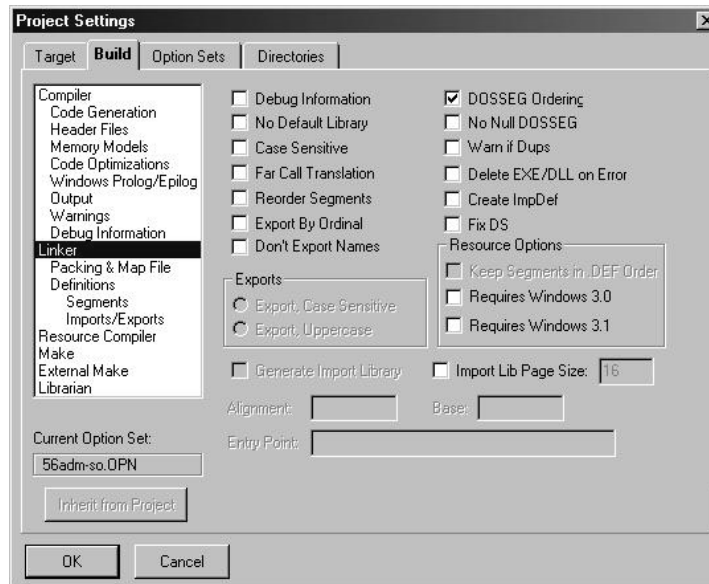 Project Settings
Target Build Option Sets Directories
Compiler
Code Generation
Header Files
Memory Models
Code Optimizations
Windows Prolog/Epilog
Output
Warnings
Debug Information
Linker
Packing & Map File
Definitions
Segments
Imports/Exports
Resource Compiler
Make
External Make
Librarian
Current Option Set:
56adm-so.OPN
Inherit from Project
Debug Information
No Default Library
Case Sensitive
Far Call Translation
Reorder Segments
Export By Ordinal
Don't Export Names
DOSSEG Ordering
No Null DOSSEG
Warn if Dups
Delete EXE/DLL on Error
Create ImpDef
Fix DS
Exports
Export, Case Sensitive
Export, Uppercase
Resource Options
Keep Segments in .DEF Order
Requires Windows 3.0
Requires Windows 3.1
Generate Import Library
Import Lib Page Size: 16
Alignment: Base:
Entry Point:
OK Cancel